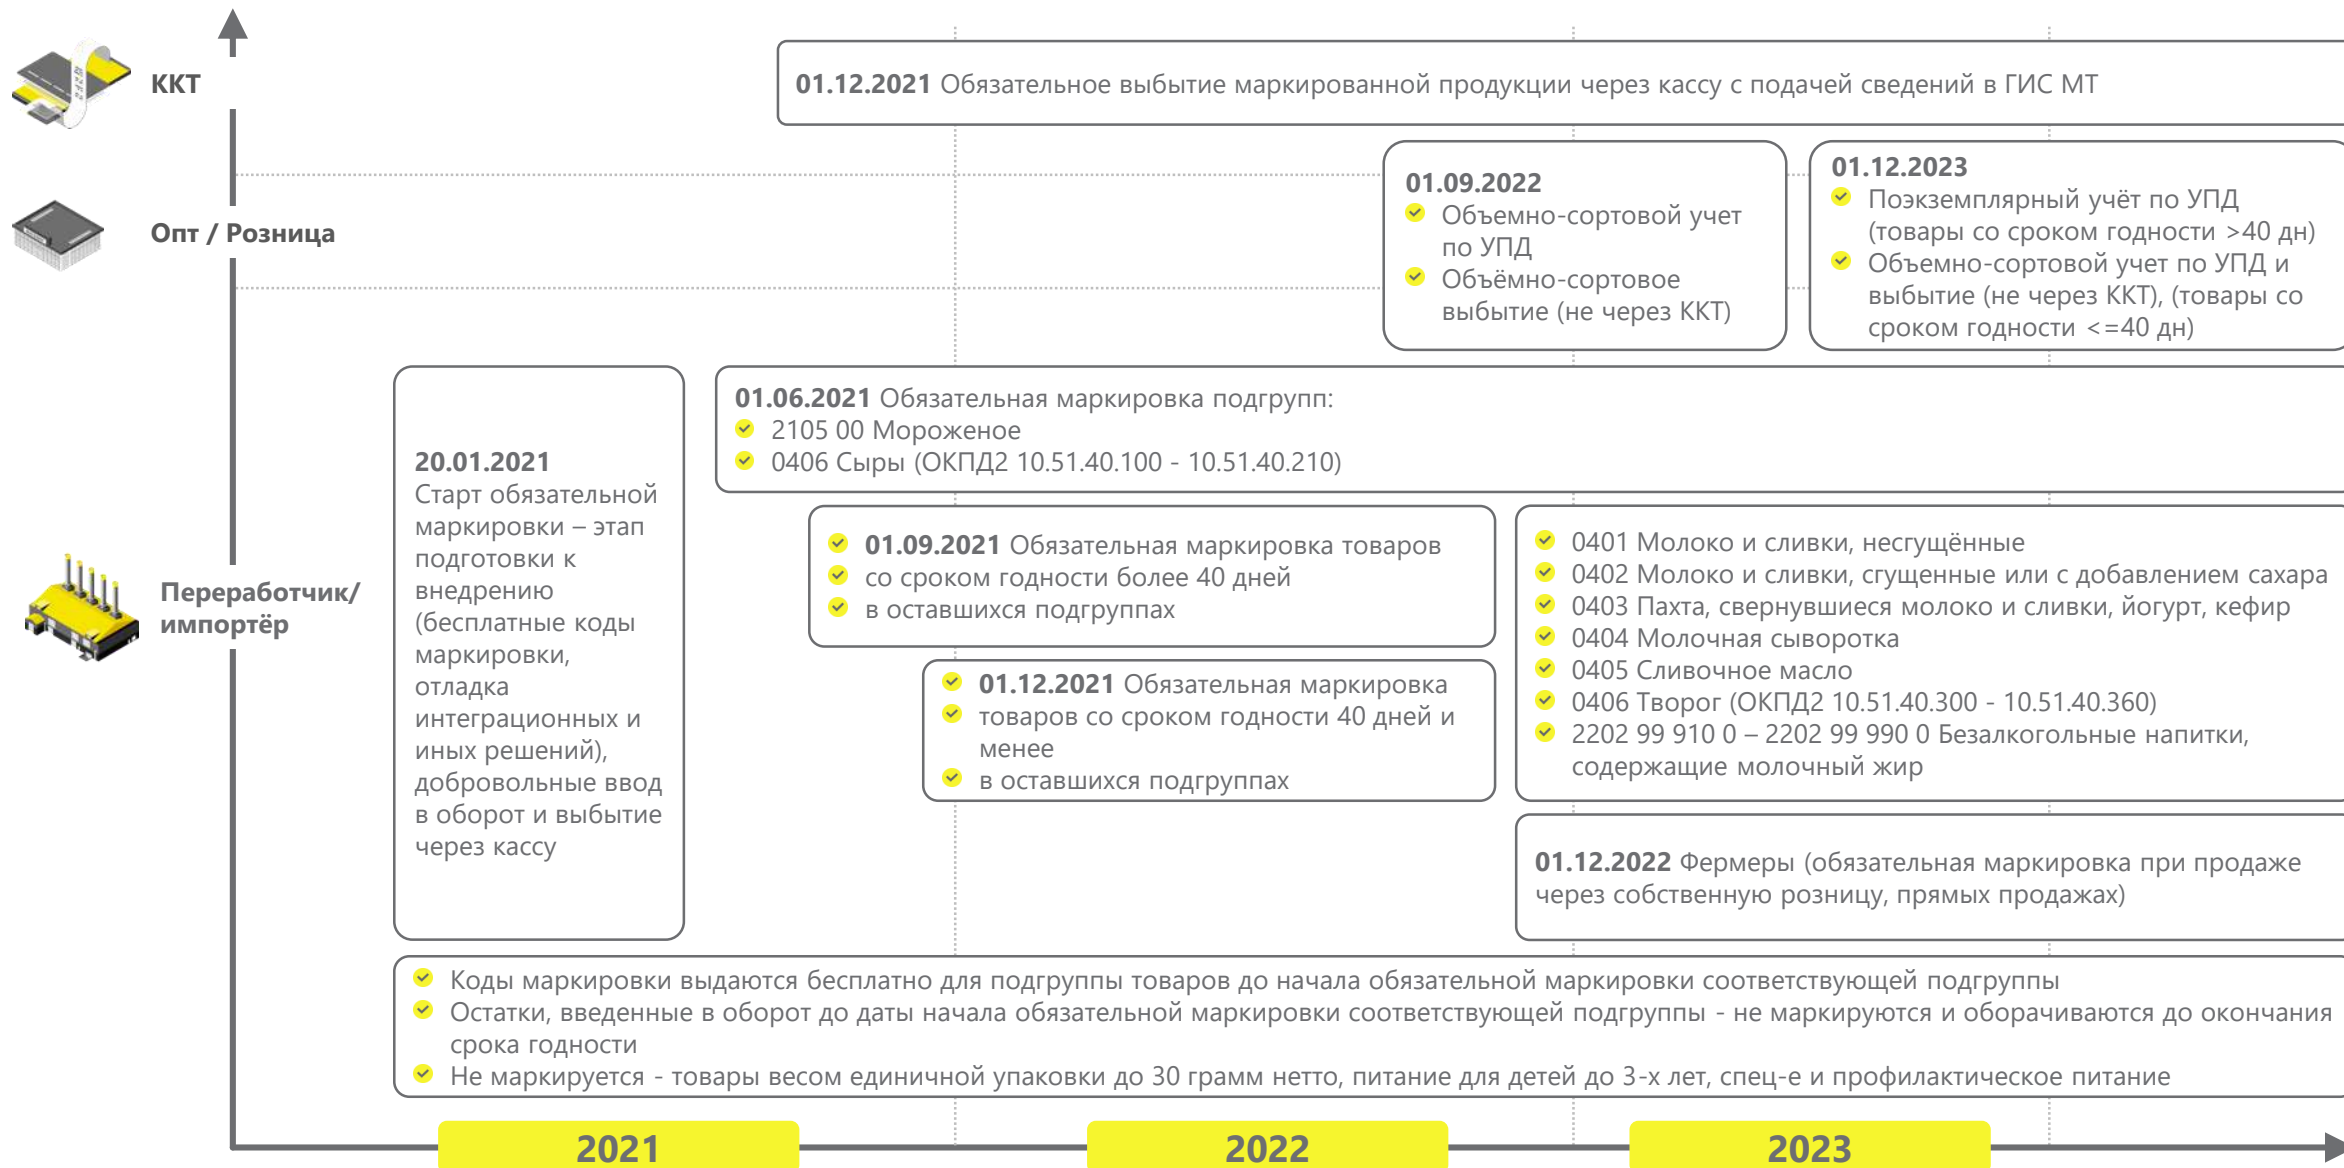 ККТ
01.12.2021 Обязательное выбытие маркированной продукции через кассу с подачей сведений в ГИС МТ
Опт / Розница
01.09.2022
Объемно-сортовой учет
по УПД
Объёмно-сортовое
выбытие (не через ККТ)
01.12.2023
Поэкземплярный учёт по УПД
(товары со сроком годности >40 дн)
Объемно-сортовой учет по УПД и
выбытие (не через ККТ), (товары со
сроком годности <=40 дн)
Переработчик/
импортёр
20.01.2021
Старт обязательной
маркировки – этап
подготовки к
внедрению
(бесплатные коды
маркировки,
отладка
интеграционных и
иных решений),
добровольные ввод
в оборот и выбытие
через кассу
01.06.2021 Обязательная маркировка подгрупп:
2105 00 Мороженое
0406 Сыры (ОКПД2 10.51.40.100 - 10.51.40.210)
01.09.2021 Обязательная маркировка товаров
со сроком годности более 40 дней
в оставшихся подгруппах
01.12.2021 Обязательная маркировка
товаров со сроком годности 40 дней и
менее
в оставшихся подгруппах
0401 Молоко и сливки, несгущённые
0402 Молоко и сливки, сгущенные или с добавлением сахара
0403 Пахта, свернувшиеся молоко и сливки, йогурт, кефир
0404 Молочная сыворотка
0405 Сливочное масло
0406 Творог (ОКПД2 10.51.40.300 - 10.51.40.360)
2202 99 910 0 – 2202 99 990 0 Безалкогольные напитки,
содержащие молочный жир
01.12.2022 Фермеры (обязательная маркировка при продаже
через собственную розницу, прямых продажах)
Коды маркировки выдаются бесплатно для подгруппы товаров до начала обязательной маркировки соответствующей подгруппы
Остатки, введенные в оборот до даты начала обязательной маркировки соответствующей подгруппы - не маркируются и оборачиваются до окончания
срока годности
Не маркируется - товары весом единичной упаковки до 30 грамм нетто, питание для детей до 3-х лет, спец-е и профилактическое питание
2021
2022
2023